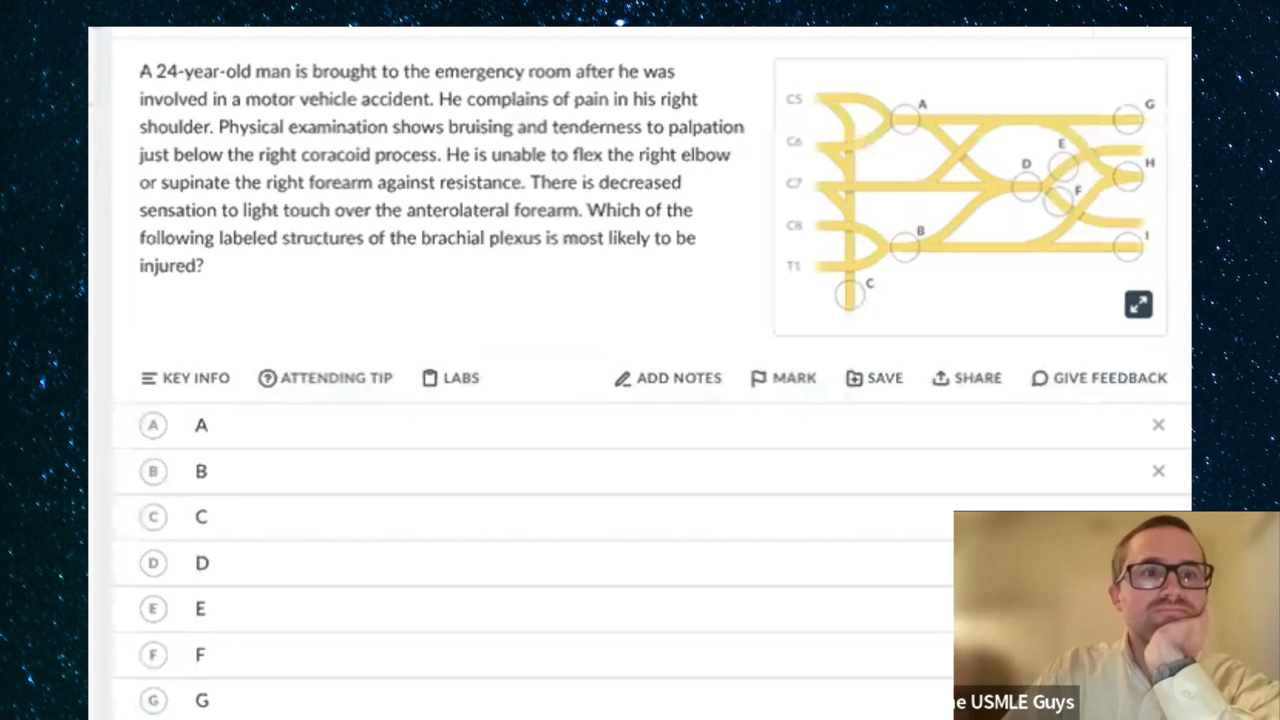 A 24-year-old man is brought to the emergency room after he was
involved in a motor vehicle accident. He complains of pain in his right
shoulder. Physical examination shows bruising and tenderness to palpation
just below the right coracoid process. He is unable to flex the right elbow
or supinate the right forearm against resistance. There is decreased
sensation to light touch over the anterolateral forearm. Which of the
following labeled structures of the brachial plexus is most likely to be
injured?
C5
A
G
C6
E
D
H
C7
F
C8
B
I
T1
C
KEY INFO
ATTENDING TIP
LABS
ADD NOTES
MARK
SAVE
SHARE
GIVE FEEDBACK
A A
B B
C C
D D
E E
F F
G G
USMLE Guys